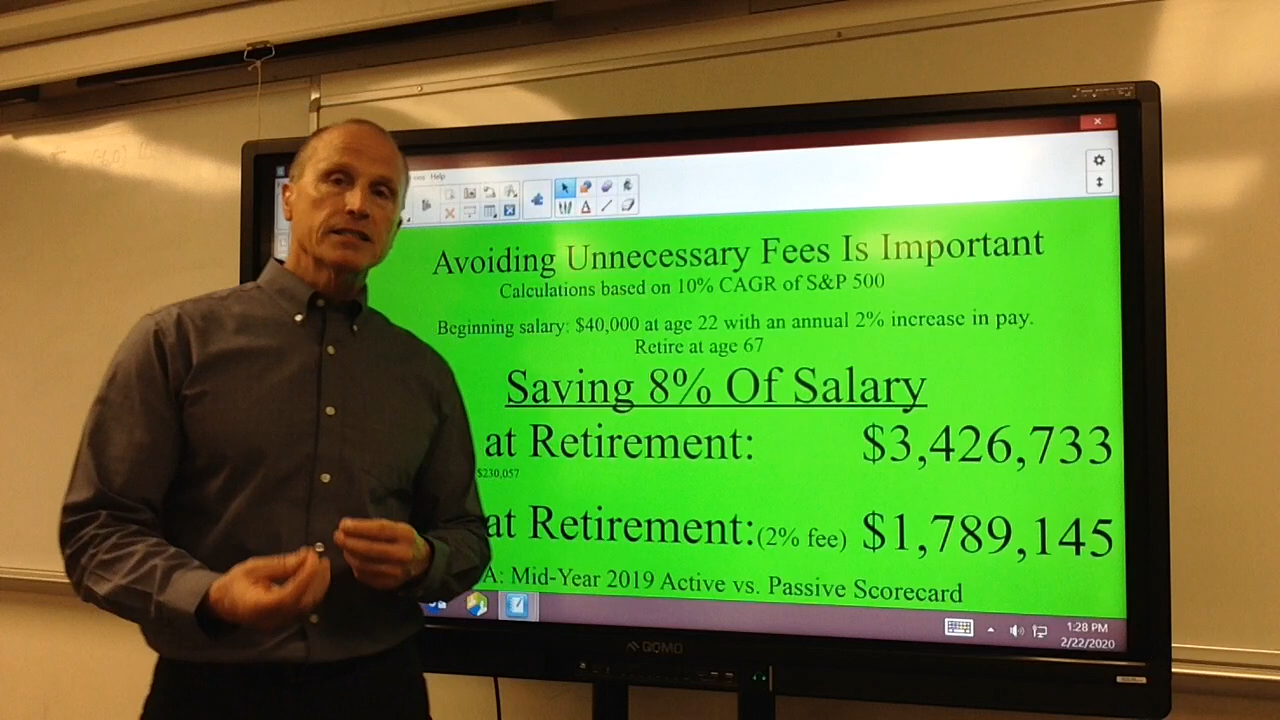 Help
Avoiding Unnecessary Fees Is Important
Calculations based on 10% CAGR of S&P 500
Beginning salary: $40,000 at age 22 with an annual 2% increase in pay.
Retire at age 67
Saving 8% Of Salary
at Retirement: $3,426,733
$230,057
at Retirement:(2% fee) $1,789,145
A: Mid-Year 2019 Active vs. Passive Scorecard
1:28 PM
2/22/2020
QOMO